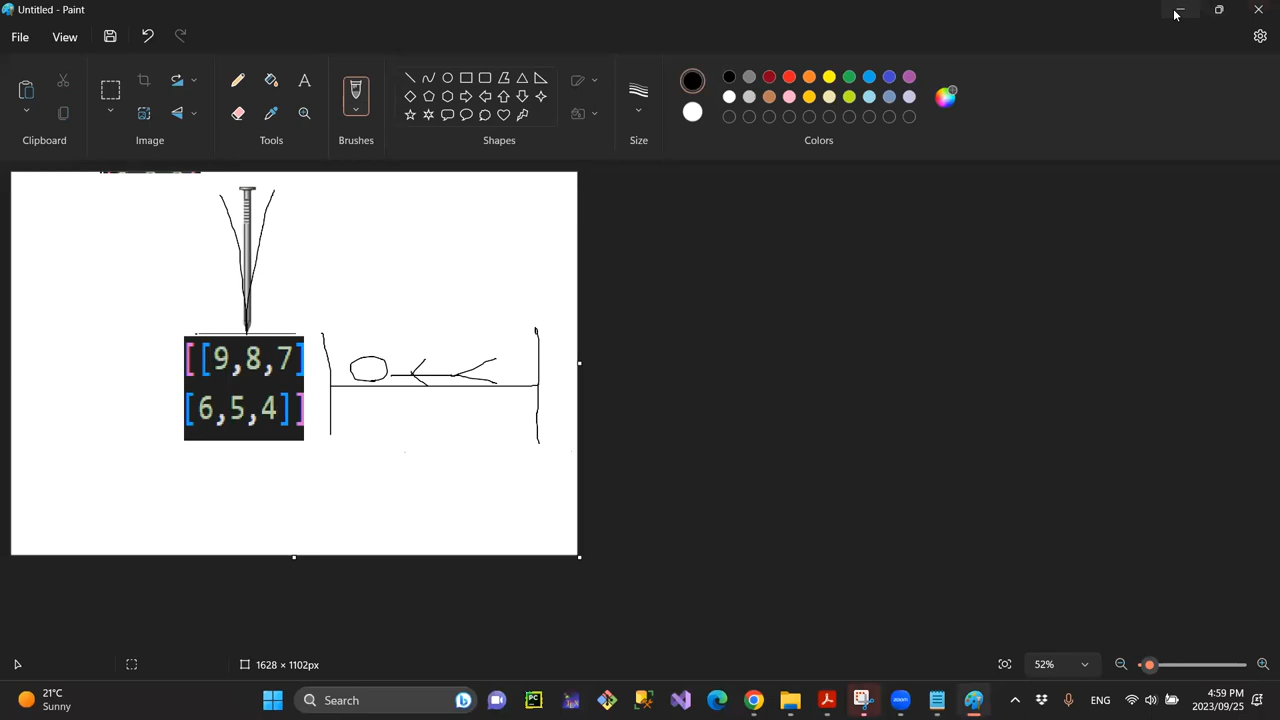 Untitled - Paint
File
View
Clipboard
Image
Tools
Brushes
Shapes
Size
Colors
[[9,8,7]
[6,5,4]]
1628 × 1102px
52%
21°C
Sunny
Search
ENG
4:59 PM
2023/09/25